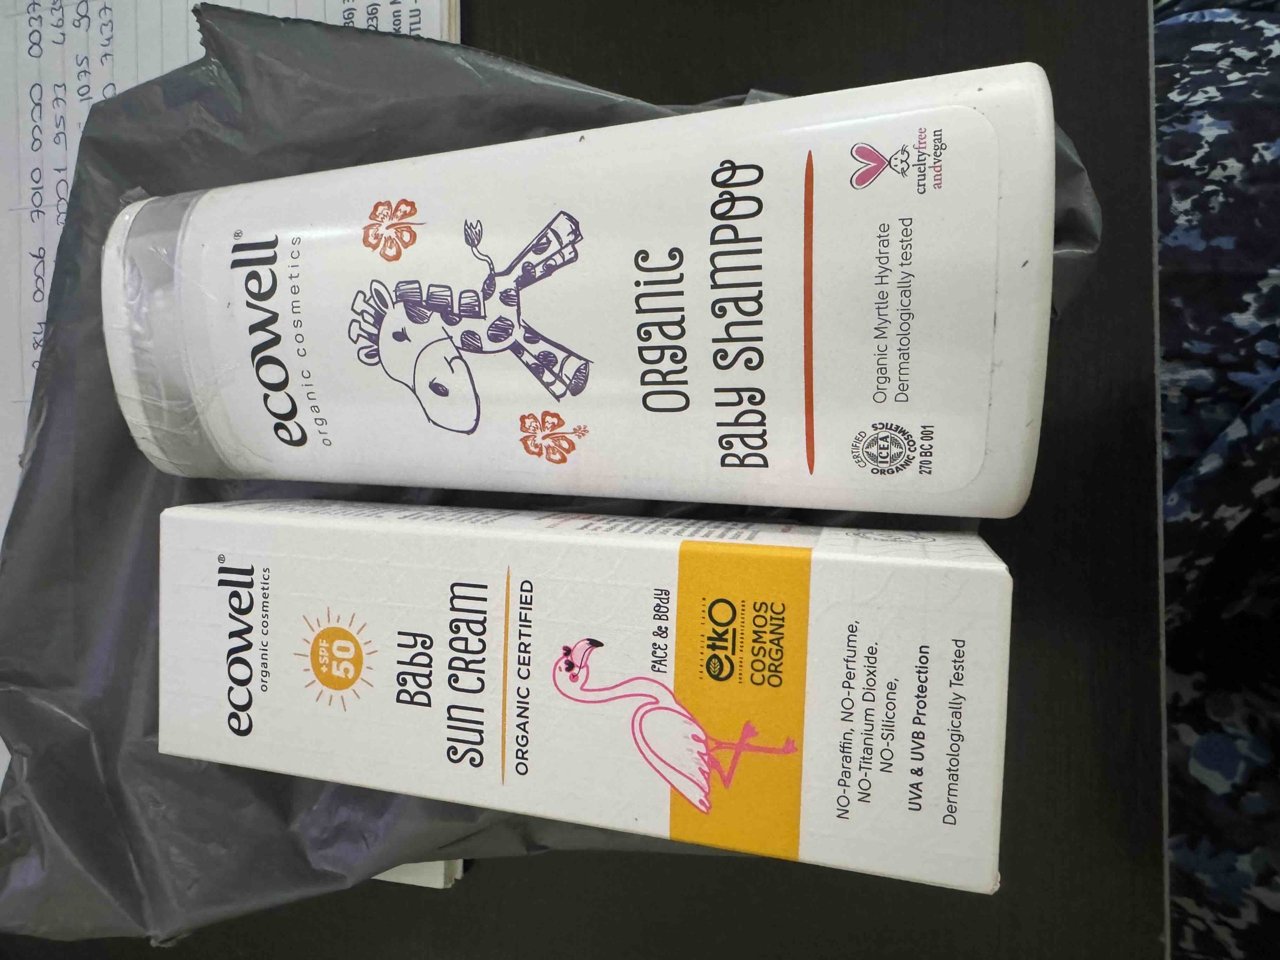 ecowell®
organic cosmetics
organic
baby shampoo
Organic Myrtle Hydrate
Dermatologically tested
CERTIFIED
ICEA
ORGANIC COSMETICS
270 BC 001
crueltyfree
andvegan
ecowell®
organic cosmetics
+SPF
50
Baby
sun cream
ORGANIC CERTIFIED
FACE & BODY
etko
COSMOS
ORGANIC
NO-Paraffin, NO-Perfume,
NO-Titanium Dioxide.
NO-Silicone,
UVA & UVB Protection
Dermatologically Tested